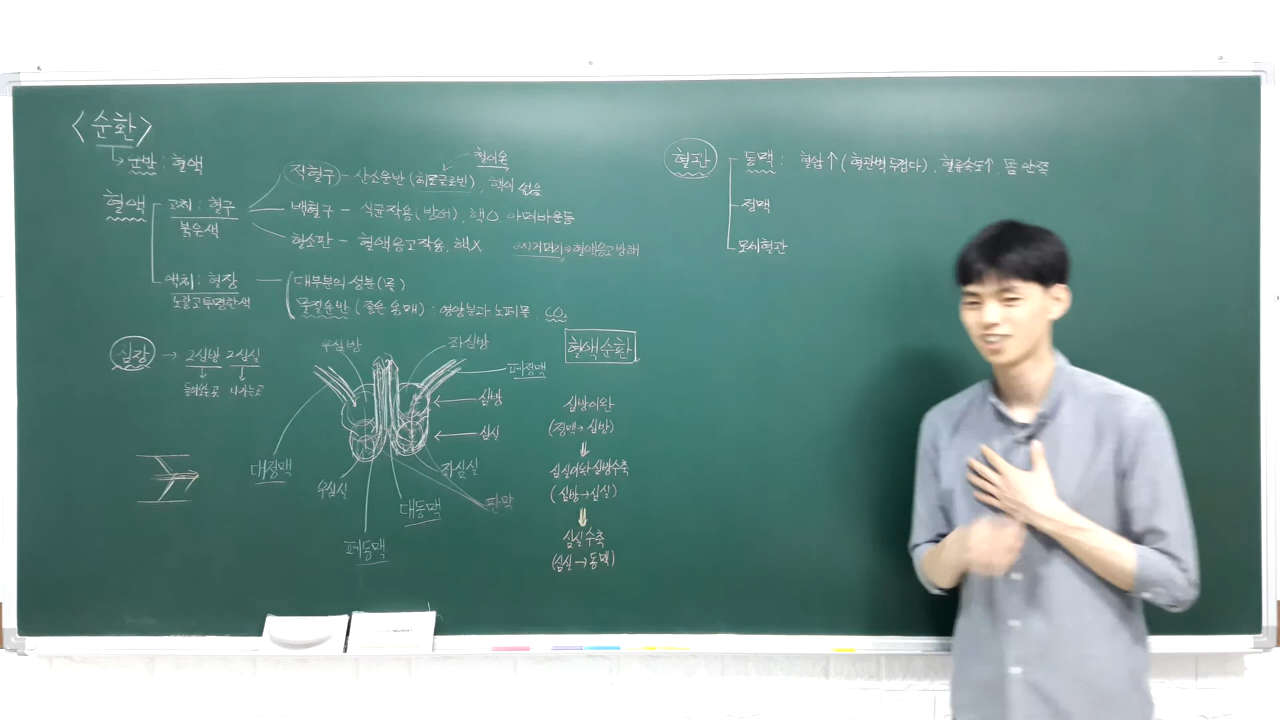 <순환>
운반 : 혈액
혈액
고체 : 혈구
붉은색
적혈구 - 산소운반 (헤모글로빈), 핵이 없음
철이온
백혈구 - 식균작용 (방어), 핵O, 아메바운동
혈소판 - 혈액응고작용, 핵X
ex) 거머리 → 혈액응고 방해
액체 : 혈장
노랗고 투명한색
대부분의 성분 (물)
물질운반 (좋은 용매) : 영양분과 노폐물, CO₂
심장 → 2심방 2심실
들어오는곳 나가는곳
우심방
좌심방
폐정맥
심방
심실
대정맥
우심실
좌심실
대동맥
판막
폐동맥
혈액순환
심방이완
(정맥→심방)
심실이완 심방수축
(심방→심실)
심실수축
(심실→동맥)
혈관
동맥 : 혈압↑ (혈관벽 두껍다), 혈류속도↑, 몸 안쪽
정맥
모세혈관